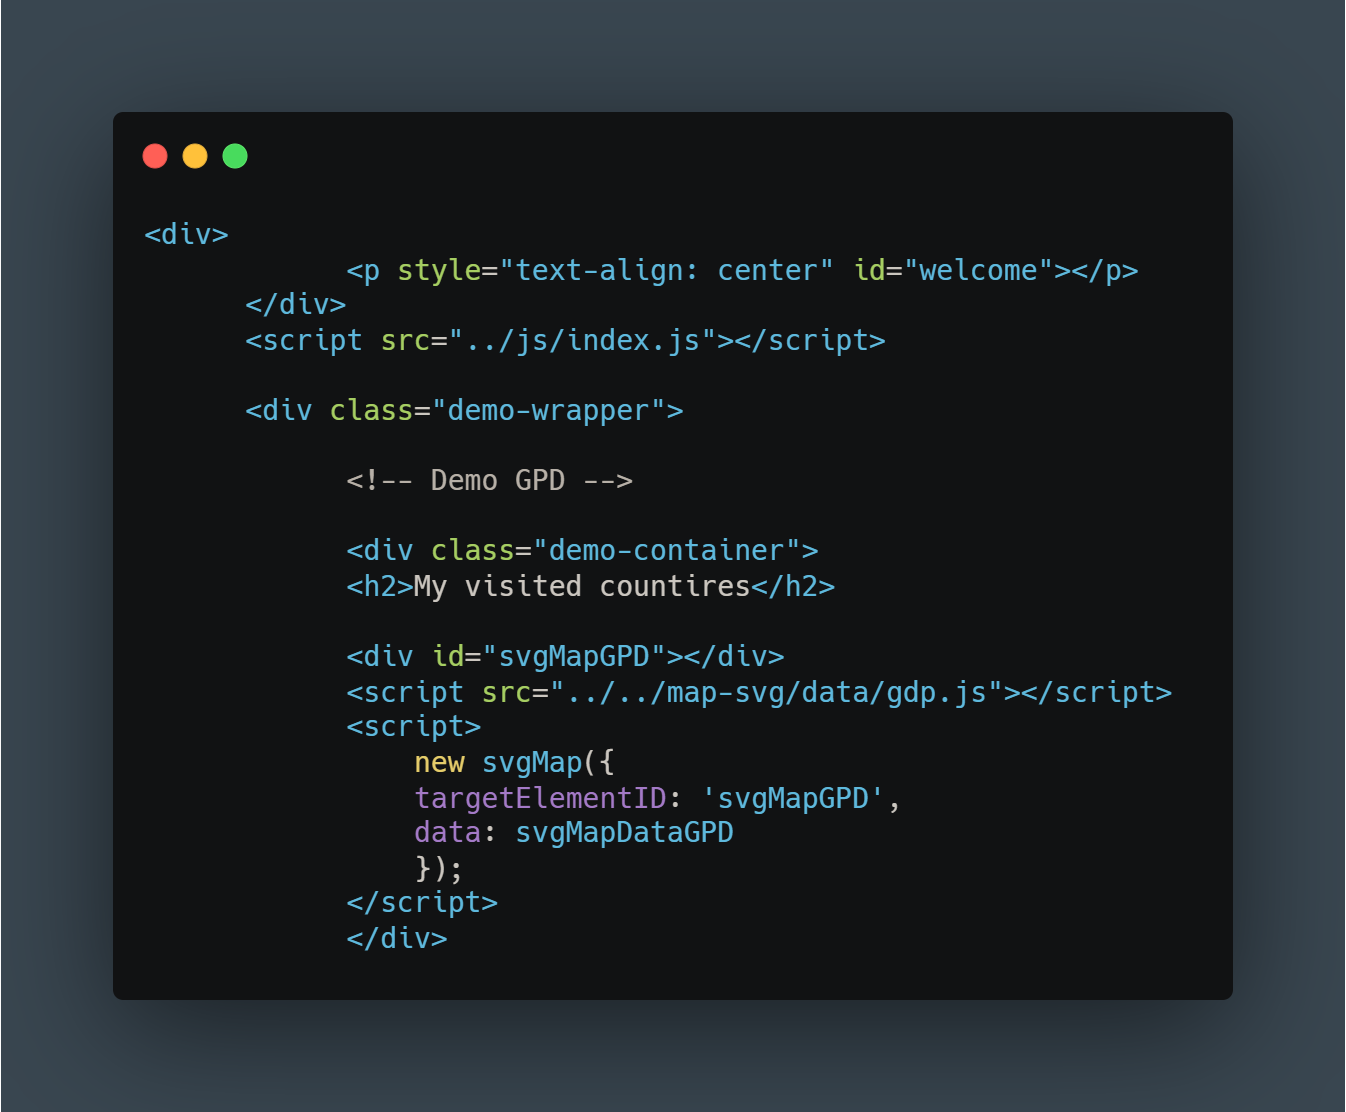 <div>
<p style="text-align: center" id="welcome"></p>
</div>
<script src="../js/index.js"></script>
<div class="demo-wrapper">
<!-- Demo GPD -->
<div class="demo-container">
<h2>My visited countires</h2>
<div id="svgMapGPD"></div>
<script src="../../map-svg/data/gdp.js"></script>
<script>
new svgMap({
targetElementID: 'svgMapGPD',
data: svgMapDataGPD
});
</script>
</div>